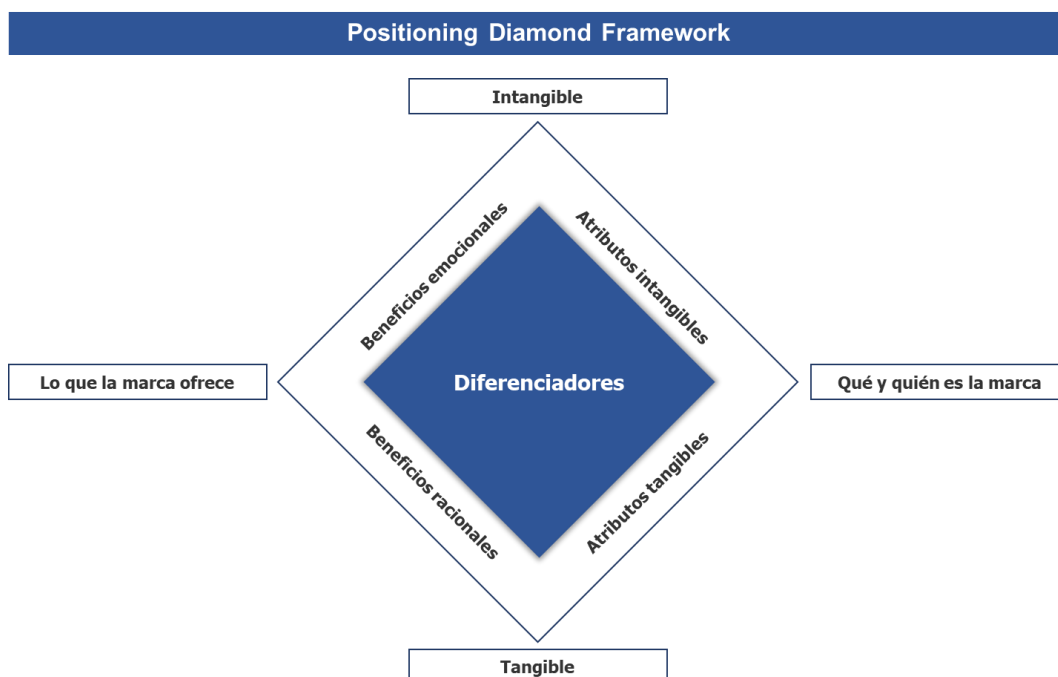 Positioning Diamond Framework
Intangible
Beneficios emocionales
Atributos intangibles
Lo que la marca ofrece
Diferenciadores
Qué y quién es la marca
Beneficios racionales
Atributos tangibles
Tangible